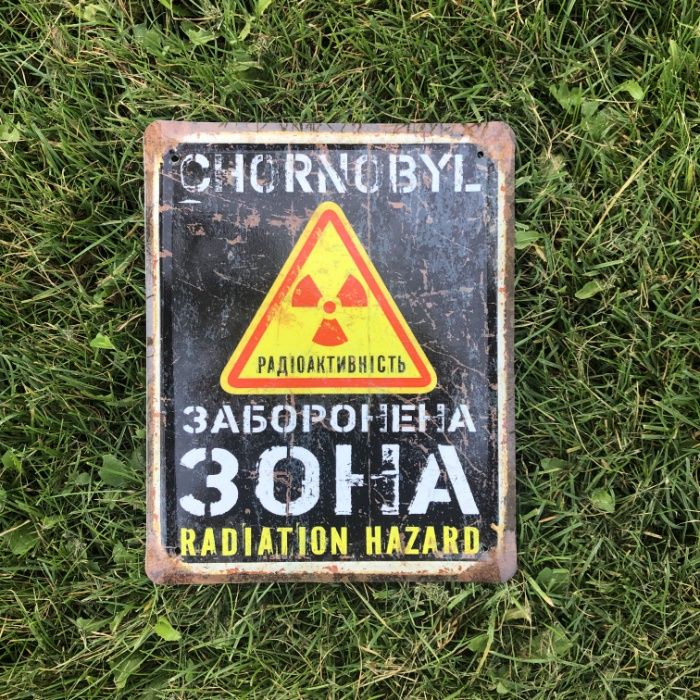 CHORNOBYL
РАДІОАКТИВНІСТЬ
ЗАБОРОНЕНА
ЗОНА
RADIATION HAZARD